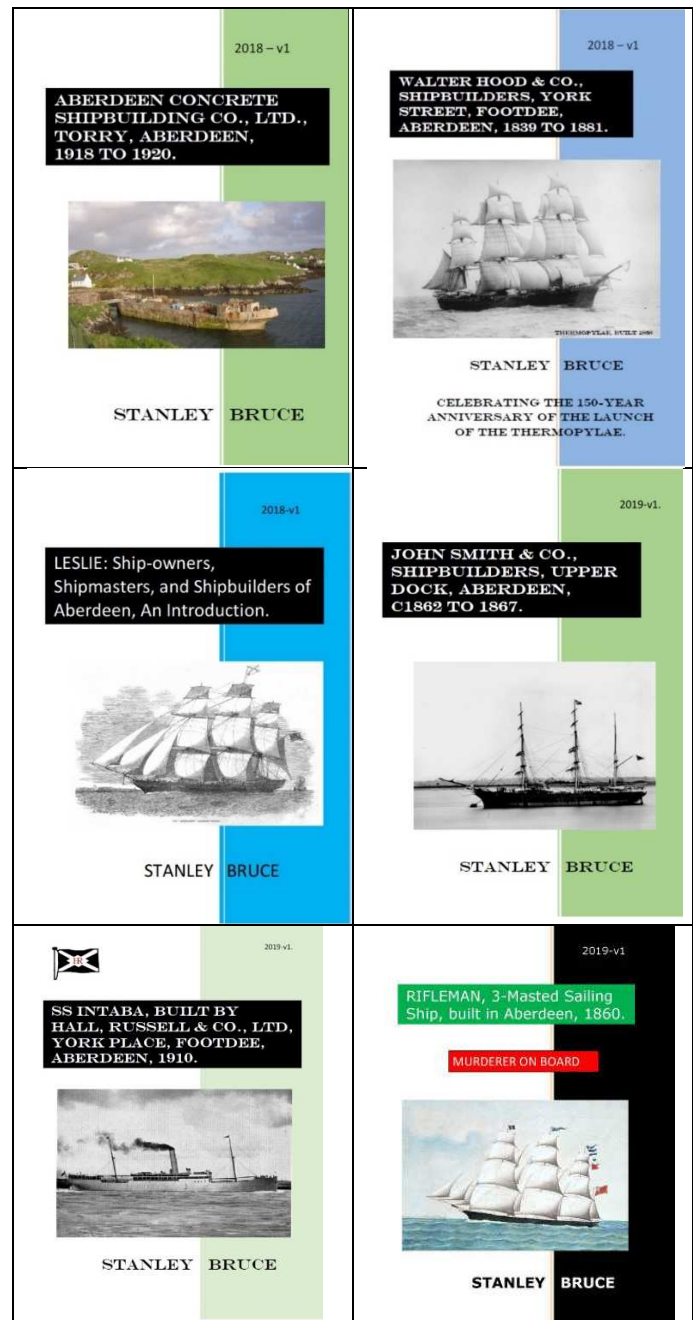 2018 – v1
ABERDEEN CONCRETE
SHIPBUILDING CO., LTD.,
TORRY, ABERDEEN,
1918 TO 1920.
STANLEY BRUCE
2018 – v1
WALTER HOOD & CO.,
SHIPBUILDERS, YORK
STREET, FOOTDEE,
ABERDEEN, 1839 TO 1881.
THERMOPYLAE. BUILT 1868
STANLEY BRUCE
CELEBRATING THE 150-YEAR
ANNIVERSARY OF THE LAUNCH
OF THE THERMOPYLAE.
2018-v1
LESLIE: Ship-owners,
Shipmasters, and Shipbuilders of
Aberdeen, An Introduction.
STANLEY BRUCE
2019-v1.
JOHN SMITH & CO.,
SHIPBUILDERS, UPPER
DOCK, ABERDEEN,
C1862 TO 1867.
STANLEY BRUCE
HR
2019-v1.
SS INTABA, BUILT BY
HALL, RUSSELL & CO., LTD,
YORK PLACE, FOOTDEE,
ABERDEEN, 1910.
STANLEY BRUCE
2019-v1
RIFLEMAN, 3-Masted Sailing
Ship, built in Aberdeen, 1860.
MURDERER ON BOARD
STANLEY BRUCE